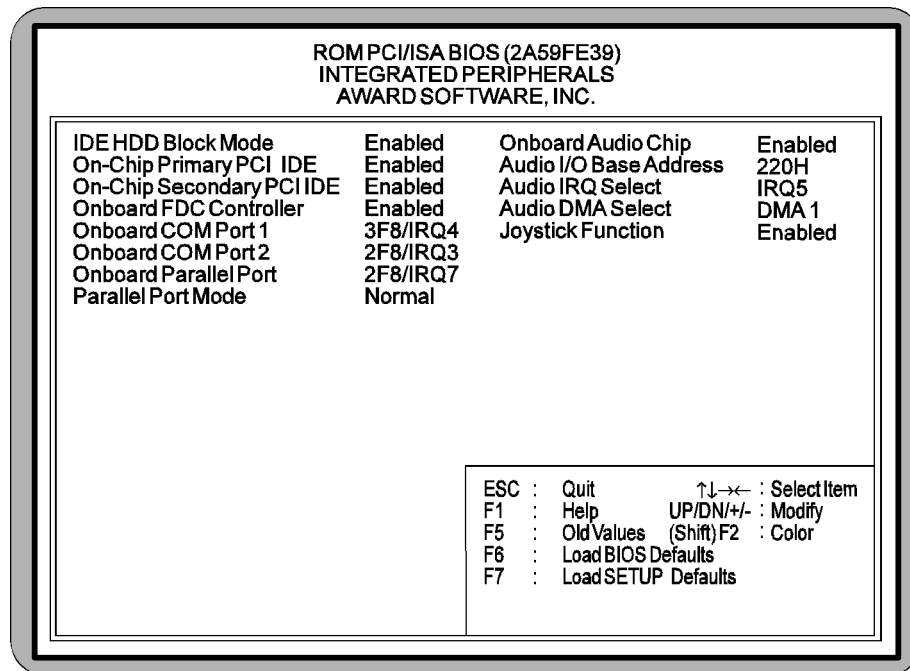 ROM PCI/ISA BIOS (2A59FE39)
INTEGRATED PERIPHERALS
AWARD SOFTWARE, INC.
IDE HDD Block Mode Enabled
On-Chip Primary PCI IDE Enabled
On-Chip Secondary PCI IDE Enabled
Onboard FDC Controller Enabled
Onboard COM Port 1 3F8/IRQ4
Onboard COM Port 2 2F8/IRQ3
Onboard Parallel Port 2F8/IRQ7
Parallel Port Mode Normal
Onboard Audio Chip Enabled
Audio I/O Base Address 220H
Audio IRQ Select IRQ5
Audio DMA Select DMA 1
Joystick Function Enabled
ESC : Quit ↑↓→← : Select Item
F1 : Help UP/DN/+/- : Modify
F5 : Old Values (Shift) F2 : Color
F6 : Load BIOS Defaults
F7 : Load SETUP Defaults